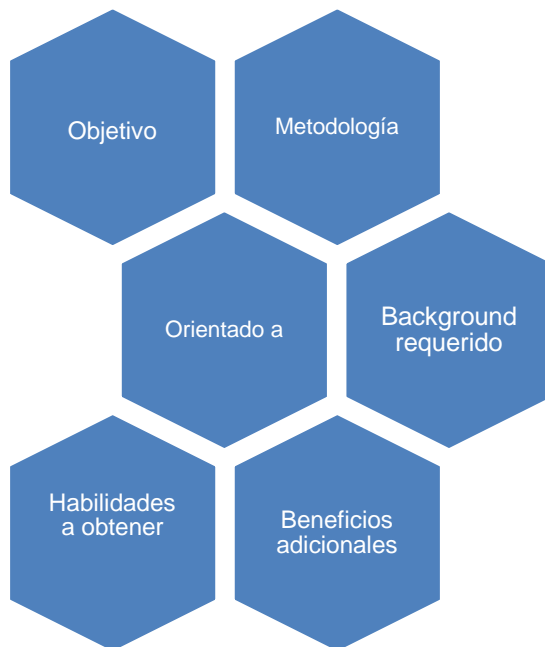 Objetivo
Metodología
Orientado a
Background
requerido
Habilidades
a obtener
Beneficios
adicionales